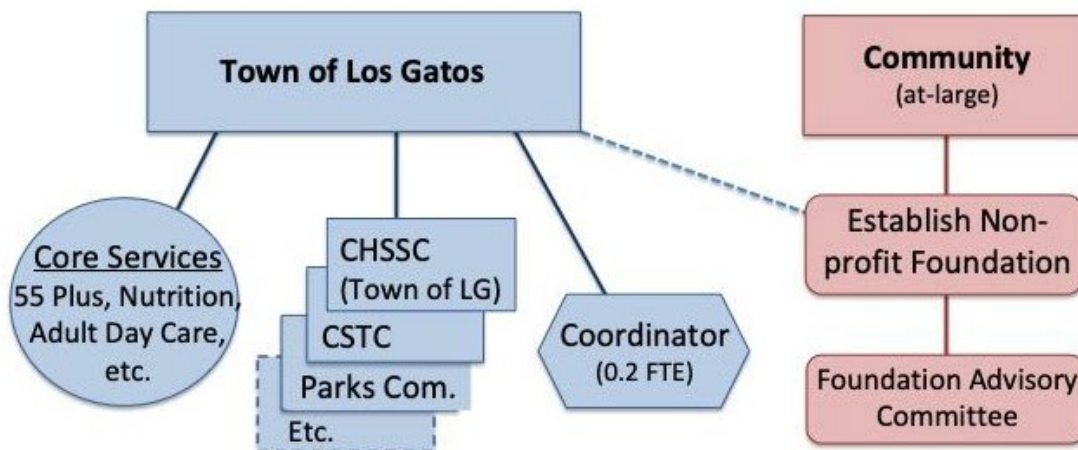 Town of Los Gatos
Community
(at-large)
Core Services
55 Plus, Nutrition,
Adult Day Care,
etc.
CHSSC
(Town of LG)
CSTC
Parks Com.
Etc.
Coordinator
(0.2 FTE)
Establish Non-
profit Foundation
Foundation Advisory
Committee